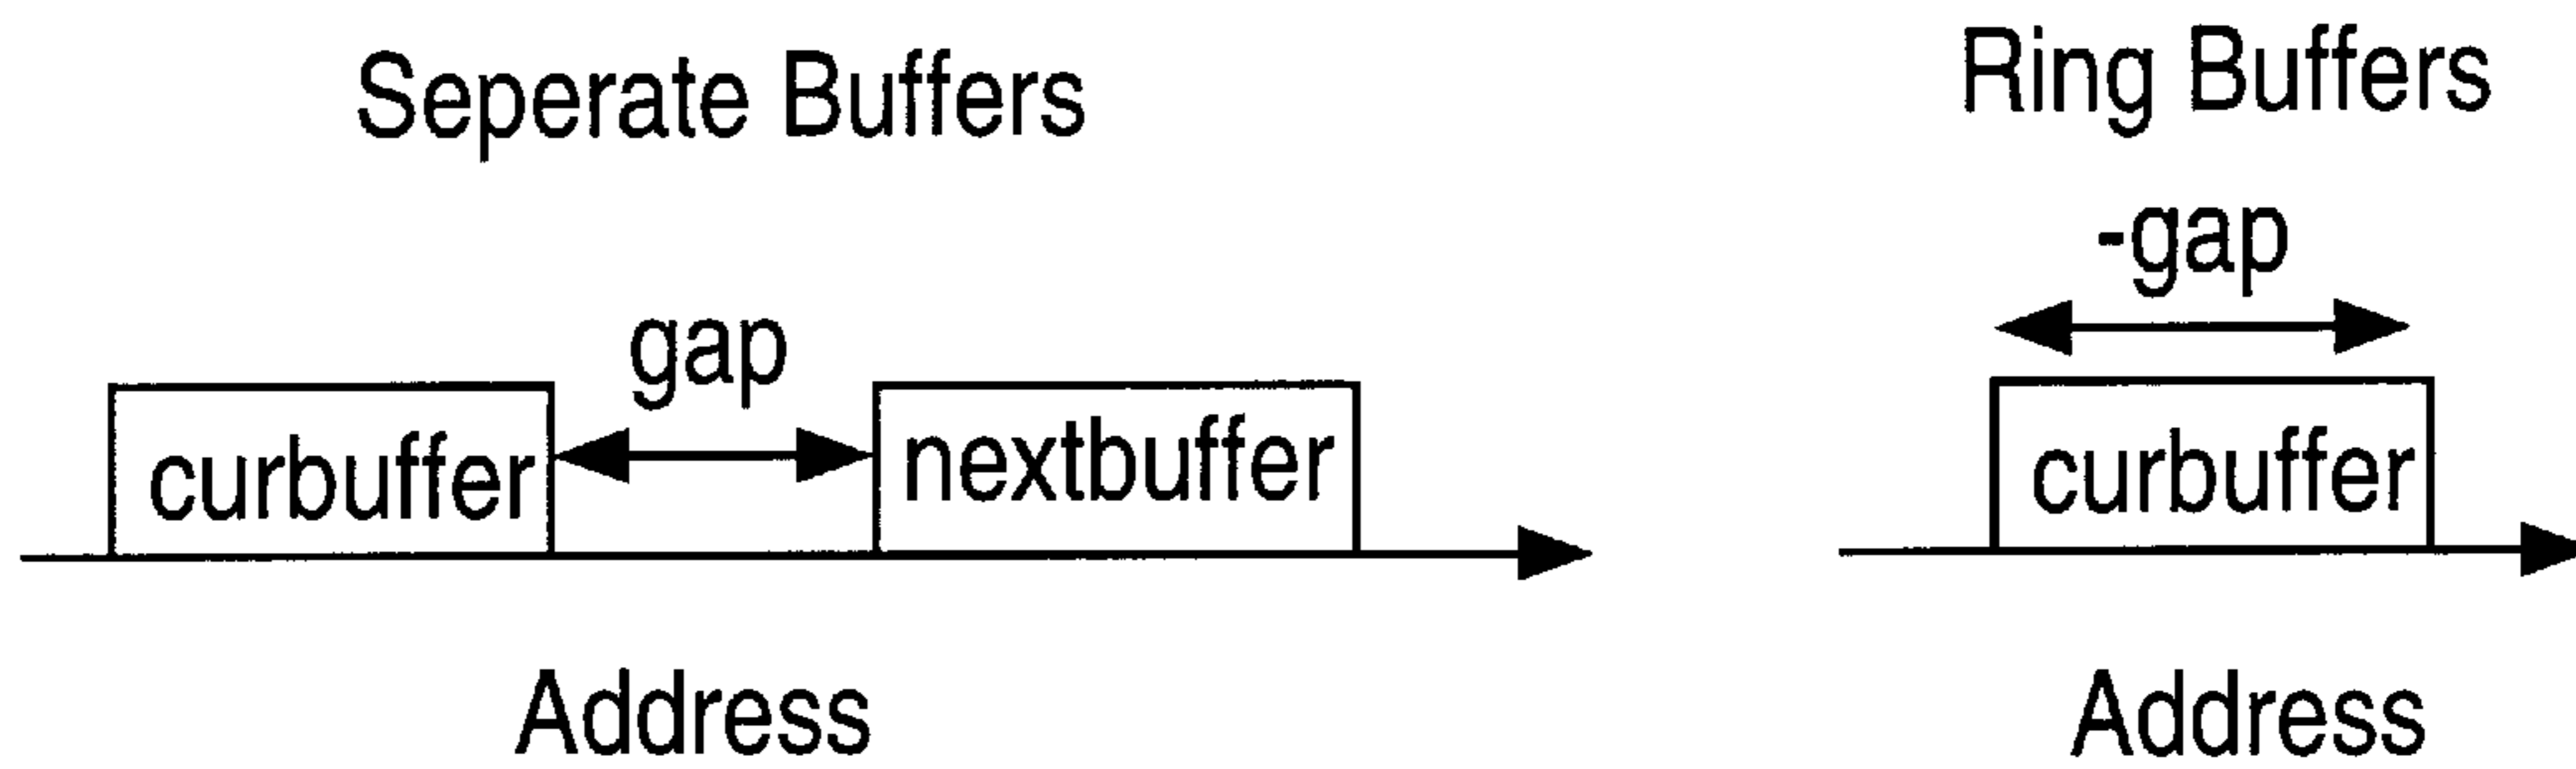 Seperate Buffers
gap
curbuffer
nextbuffer
Address
Ring Buffers
-gap
curbuffer
Address